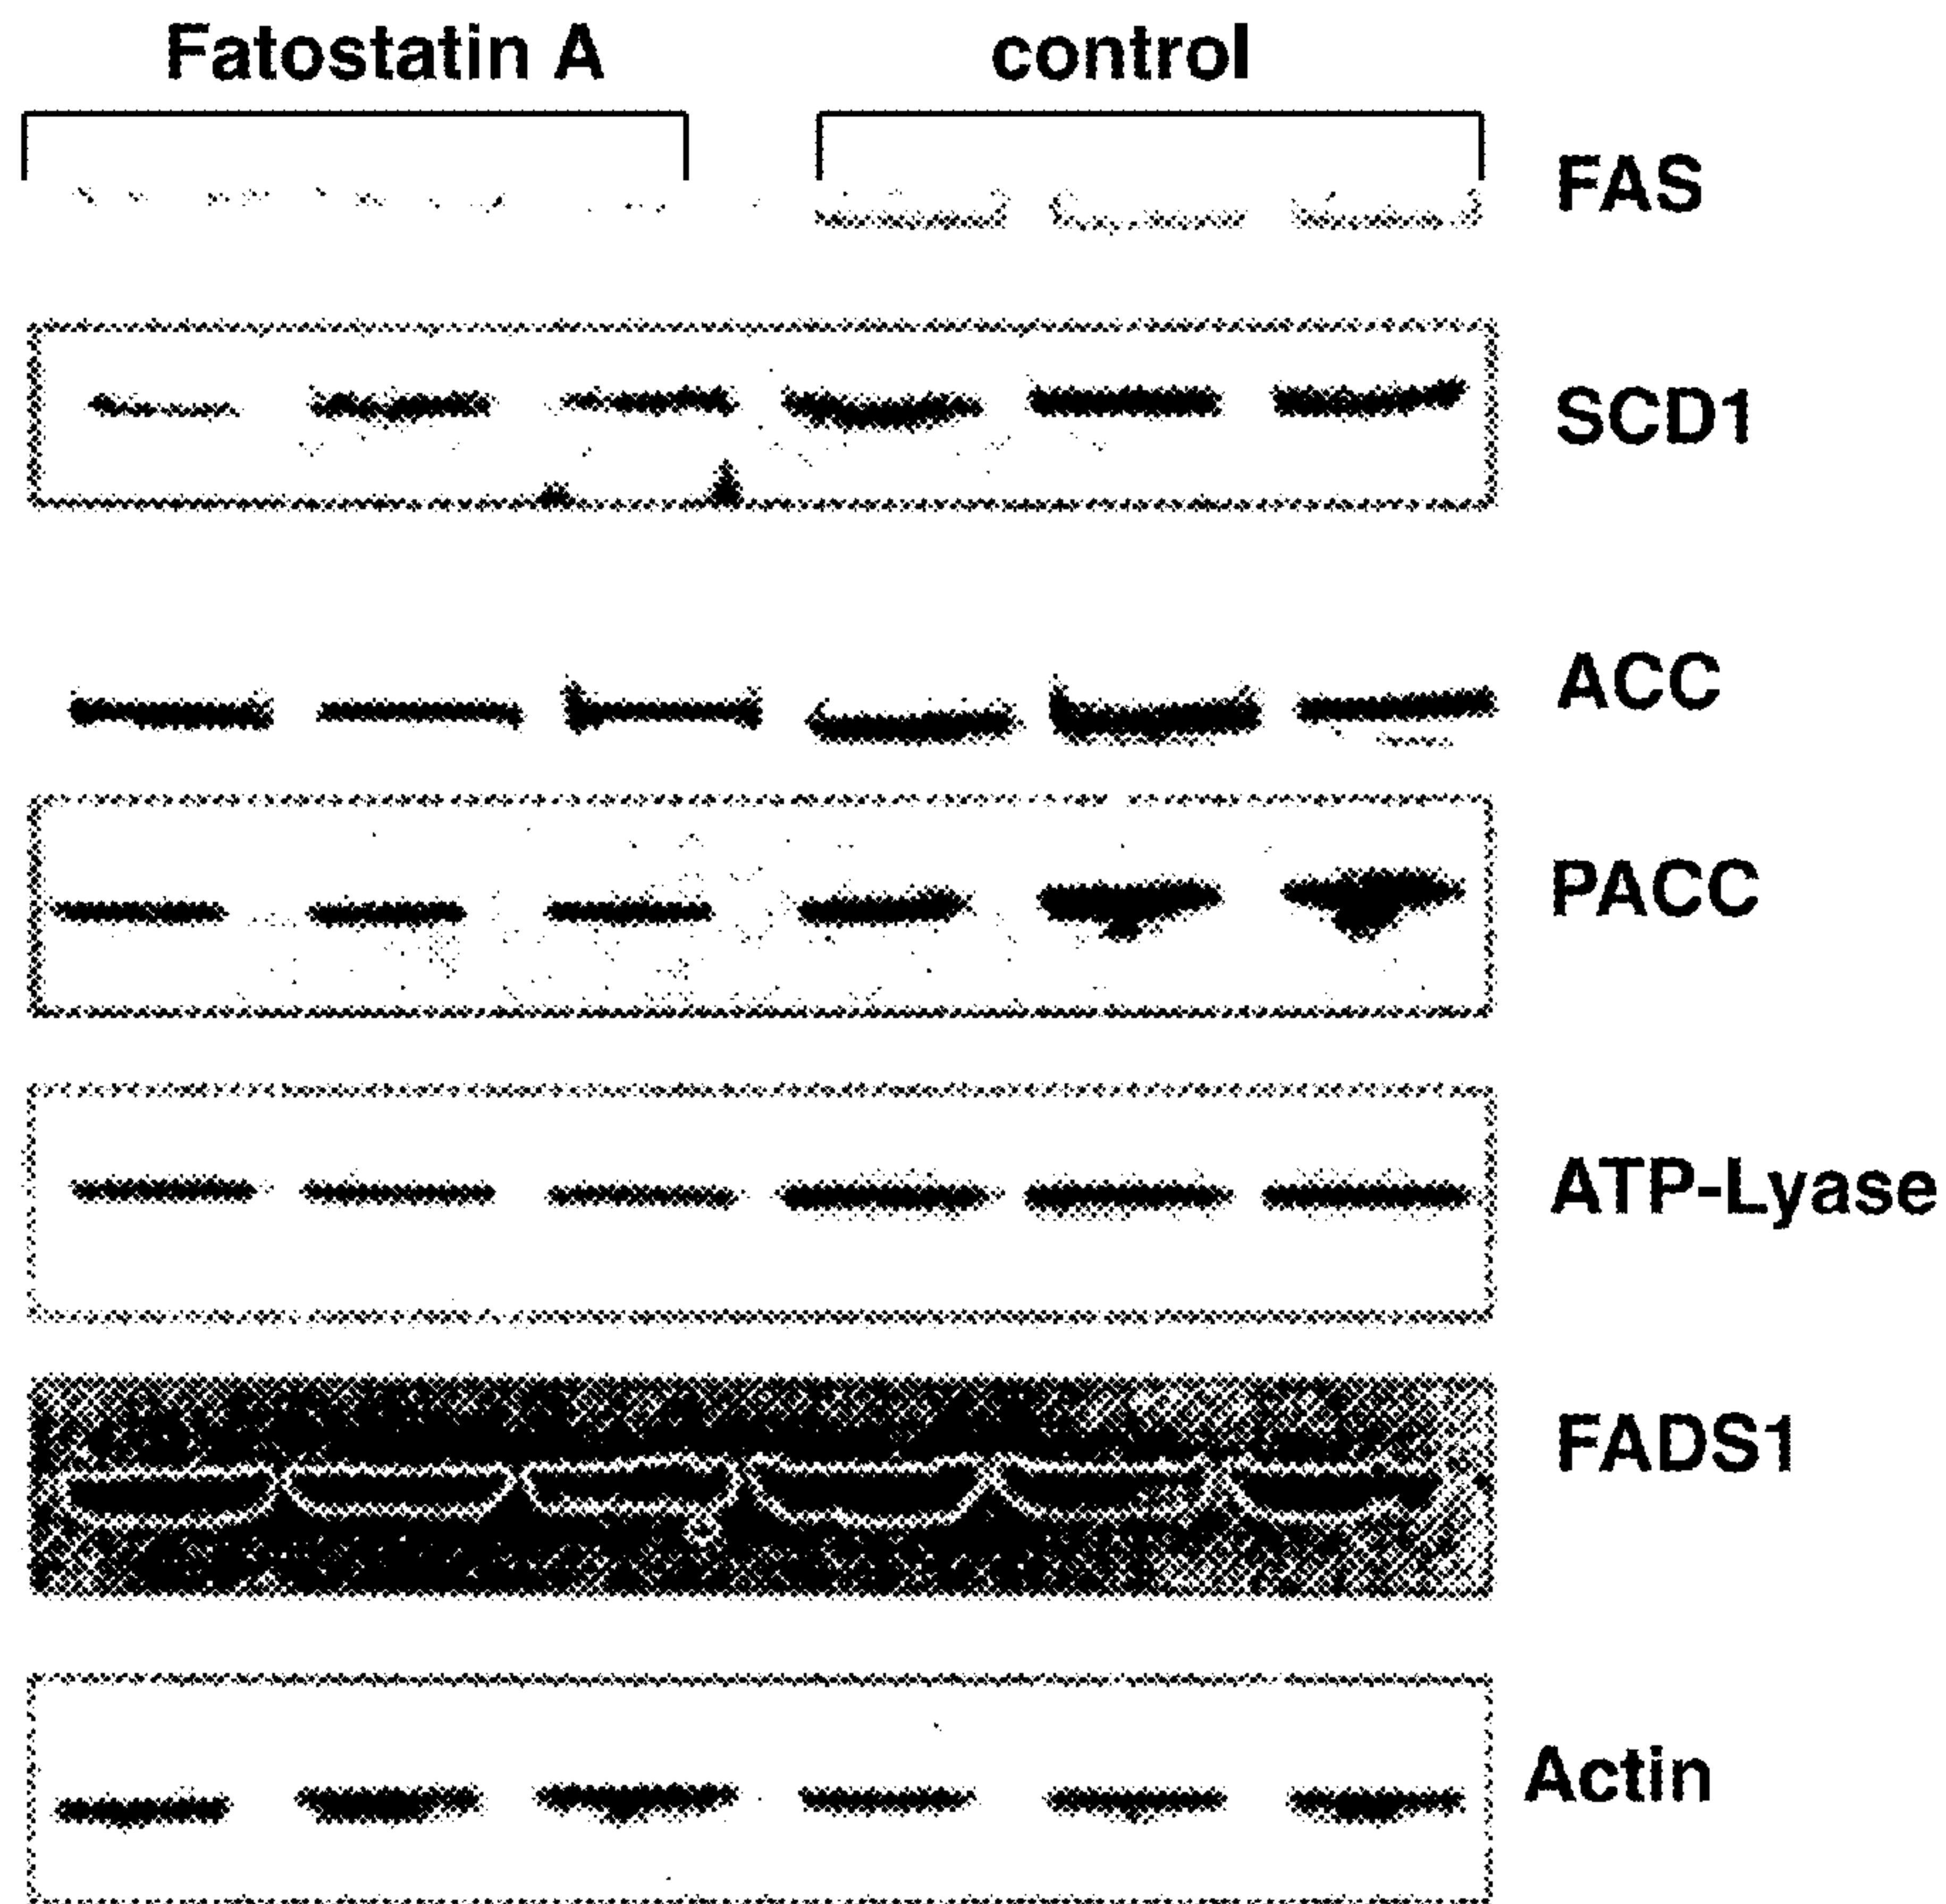 Fatostatin A
control
FAS
SCD1
ACC
PACC
ATP-Lyase
FADS1
Actin